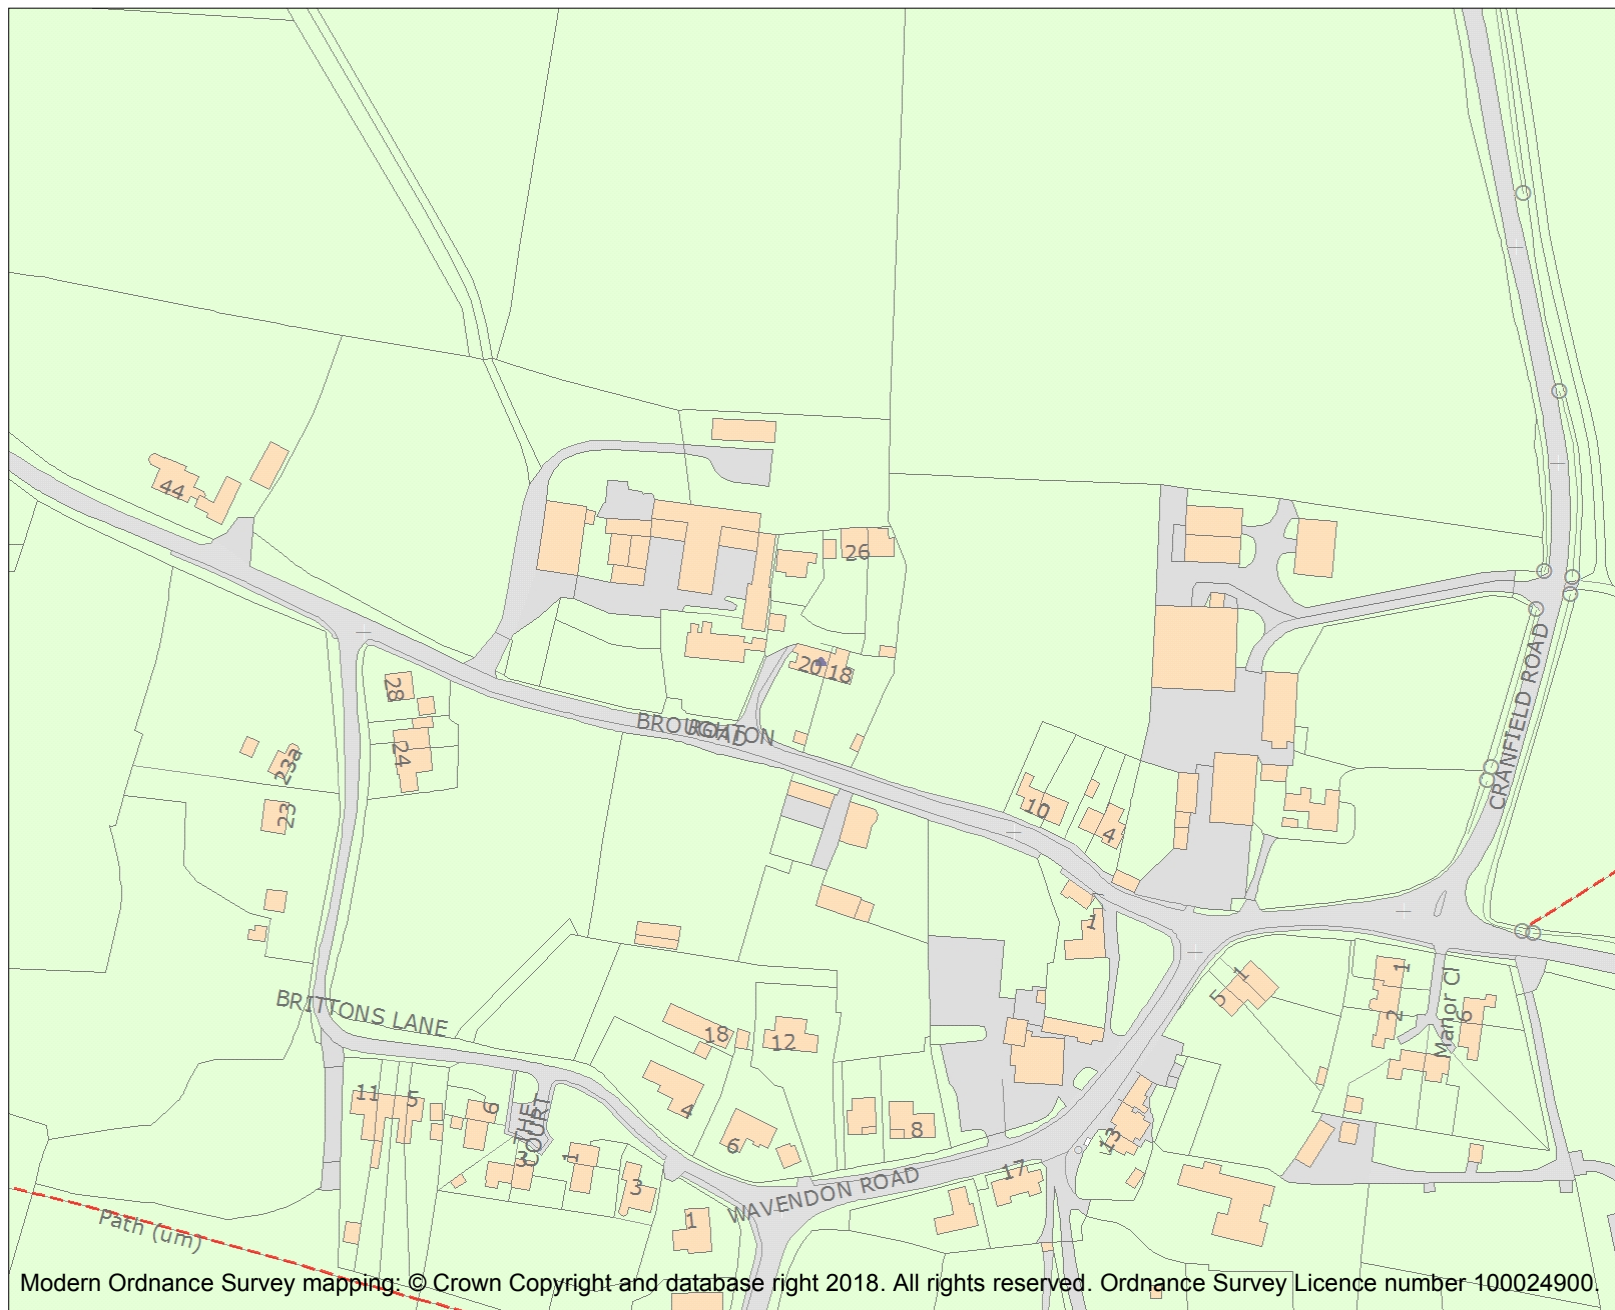 44
26
20 18
28
BROUGHTON
ROAD
24
23a
23
10
4
CRANFIELD ROAD
1
BRITTONS LANE
18
12
1
5
1
2
Manor Cl
6
11
5
6
THE
COURT
4
6
8
13
3
1
3
17
1
WAVENDON ROAD
Path (um)
Modern Ordnance Survey mapping: © Crown Copyright and database right 2018. All rights reserved. Ordnance Survey Licence number 100024900.